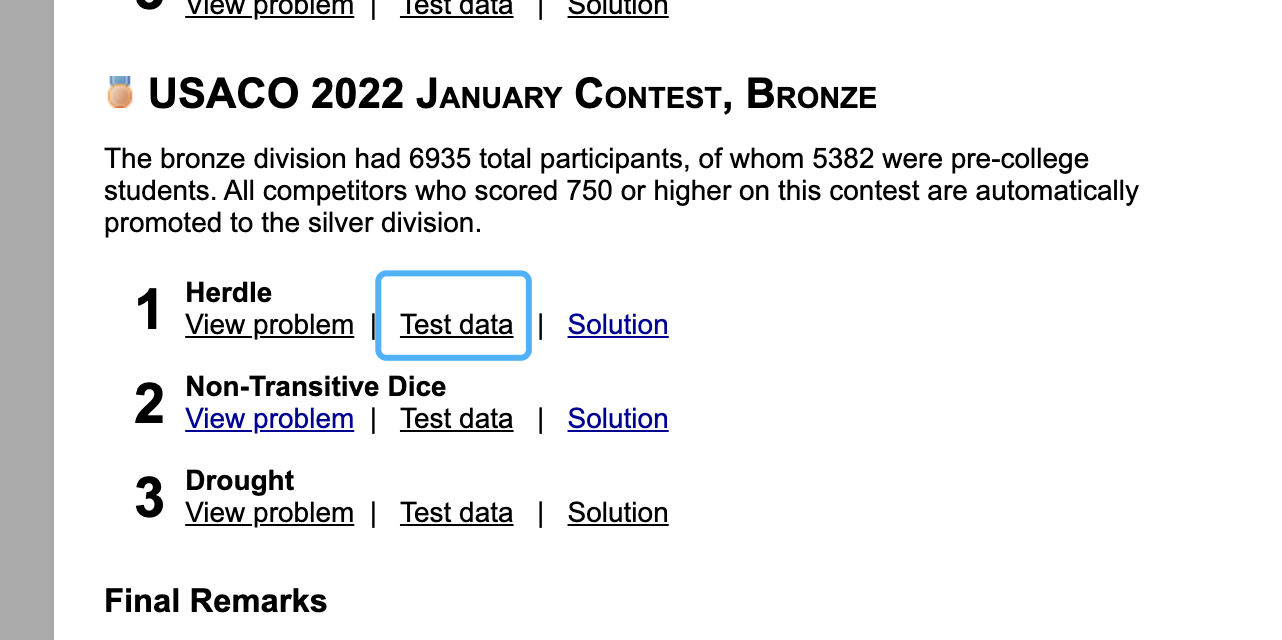 3 View problem | Test data | Solution
USACO 2022 January Contest, Bronze
The bronze division had 6935 total participants, of whom 5382 were pre-college
students. All competitors who scored 750 or higher on this contest are automatically
promoted to the silver division.
1 Herdle
View problem | Test data | Solution
2 Non-Transitive Dice
View problem | Test data | Solution
3 Drought
View problem | Test data | Solution
Final Remarks